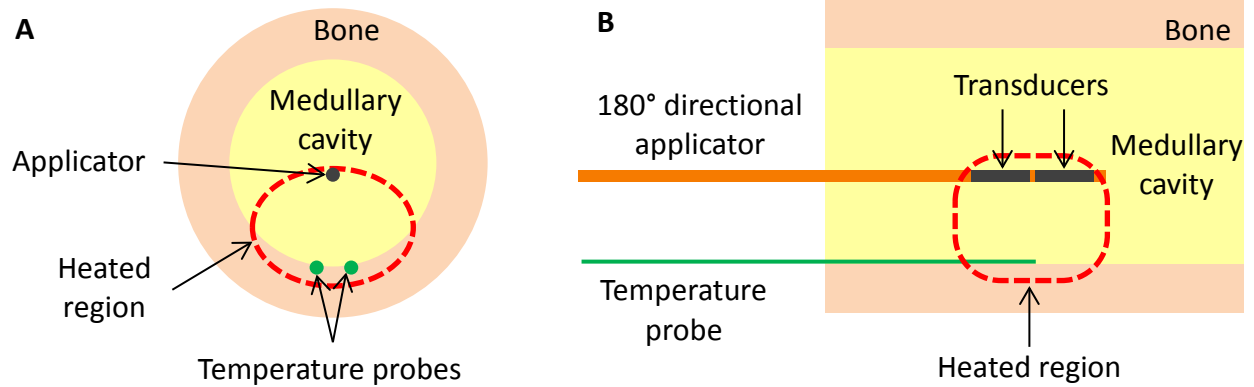 A
Bone
Medullary
cavity
Applicator
Heated
region
Temperature probes
B
Bone
180° directional
applicator
Transducers
Medullary
cavity
Temperature
probe
Heated region